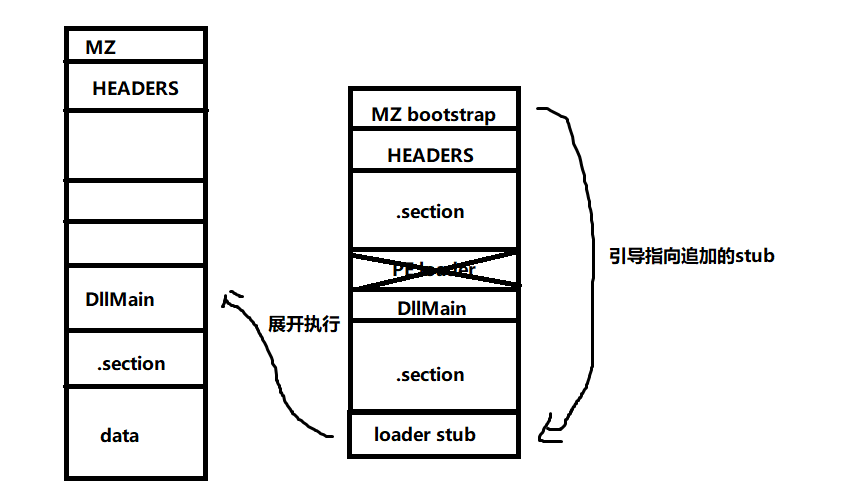 MZ
HEADERS
DllMain
.section
data
展开执行
MZ bootstrap
HEADERS
.section
PE loader
DllMain
.section
loader stub
引导指向追加的stub